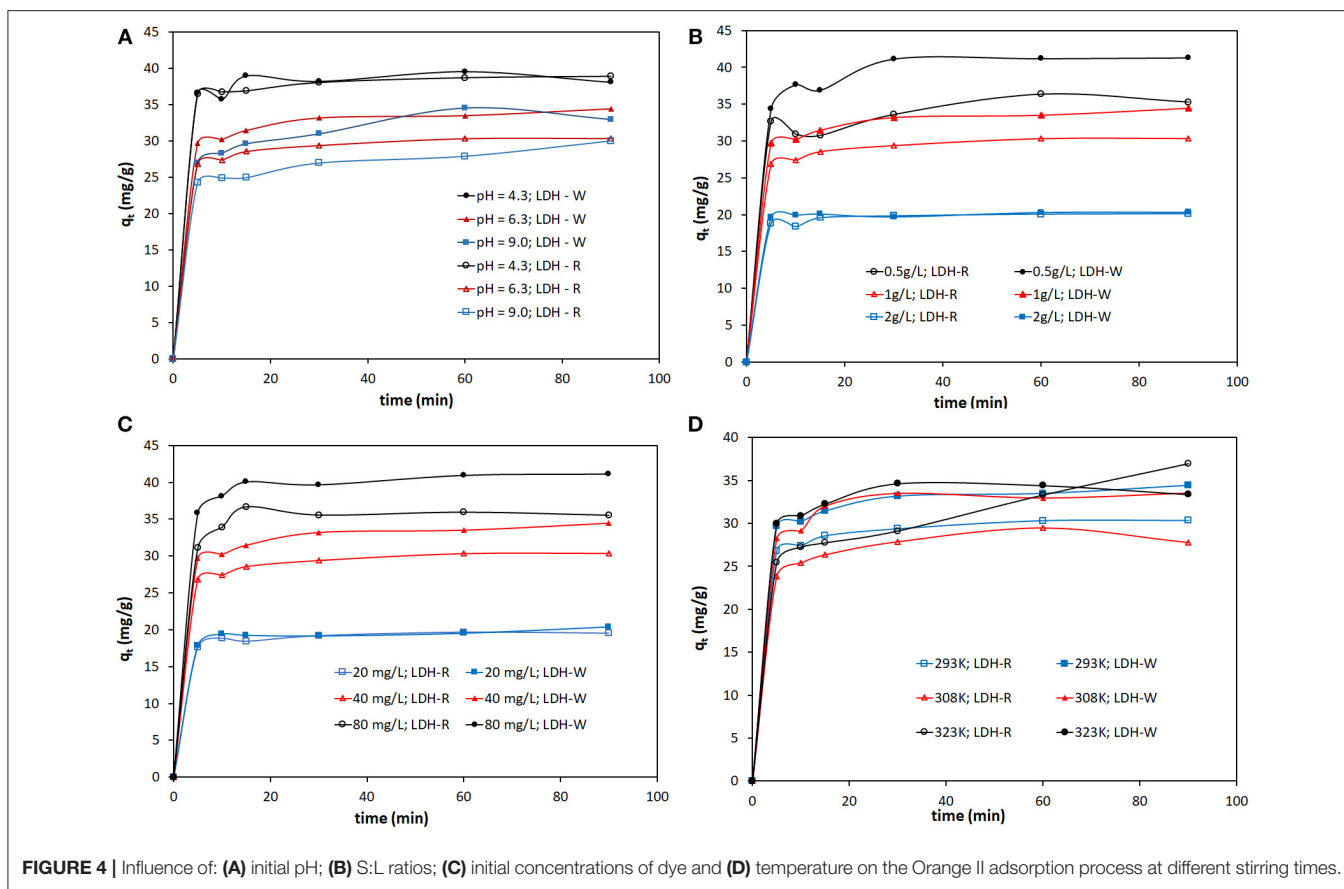 A
45
40
35
30
25
20
15
10
5
0
qt (mg/g)
pH = 4.3; LDH - W
pH = 6.3; LDH - W
pH = 9.0; LDH - W
pH = 4.3; LDH - R
pH = 6.3; LDH - R
pH = 9.0; LDH - R
0 20 40 60 80 100
time (min)
B
45
40
35
30
25
20
15
10
5
0
qt (mg/g)
0.5g/L; LDH-R 0.5g/L; LDH-W
1g/L; LDH-R 1g/L; LDH-W
2g/L; LDH-R 2g/L; LDH-W
0 20 40 60 80 100
time (min)
C
45
40
35
30
25
20
15
10
5
0
qt (mg/g)
20 mg/L; LDH-R 20 mg/L; LDH-W
40 mg/L; LDH-R 40 mg/L; LDH-W
80 mg/L; LDH-R 80 mg/L; LDH-W
0 20 40 60 80 100
time (min)
D
40
35
30
25
20
15
10
5
0
qt (mg/g)
293K; LDH-R 293K; LDH-W
308K; LDH-R 308K; LDH-W
323K; LDH-R 323K; LDH-W
0 20 40 60 80 100
time (min)
FIGURE 4 | Influence of: (A) initial pH; (B) S:L ratios; (C) initial concentrations of dye and (D) temperature on the Orange II adsorption process at different stirring times.